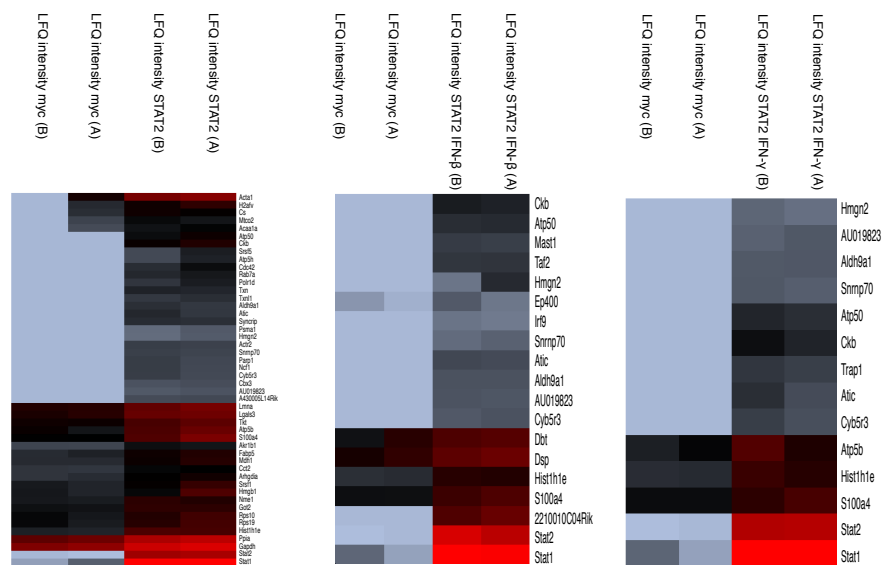 LFQ intensity myc (B)
LFQ intensity myc (A)
LFQ intensity STAT2 (B)
LFQ intensity STAT2 (A)
Acta1
H2afv
Cs
Mtco2
Acaa1a
Atp50
Ckb
Srsf5
Atp5h
Cdc42
Rab7a
Polr1d
Txn
Txnl1
Aldh9a1
Atic
Syncrip
Psma1
Hmgn2
Actr2
Snrnp70
Parp1
Ncf1
Cyb5r3
Cbx3
AU019823
A430005L14Rik
Lmna
Lgals3
Tkt
Atp5b
S100a4
Akr1b1
Fabp5
Mdh1
Cct2
Arhgdia
Srsf1
Hmgb1
Nme1
Got2
Rps10
Rps19
Hist1h1e
Ppia
Gapdh
Stat2
Stat1
LFQ intensity myc (B)
LFQ intensity myc (A)
LFQ intensity STAT2 IFN-β (B)
LFQ intensity STAT2 IFN-β (A)
Ckb
Atp50
Mast1
Taf2
Hmgn2
Ep400
Irf9
Snrnp70
Atic
Aldh9a1
AU019823
Cyb5r3
Dbt
Dsp
Hist1h1e
S100a4
2210010C04Rik
Stat2
Stat1
LFQ intensity myc (B)
LFQ intensity myc (A)
LFQ intensity STAT2 IFN-γ (B)
LFQ intensity STAT2 IFN-γ (A)
Hmgn2
AU019823
Aldh9a1
Snrnp70
Atp50
Ckb
Trap1
Atic
Cyb5r3
Atp5b
Hist1h1e
S100a4
Stat2
Stat1